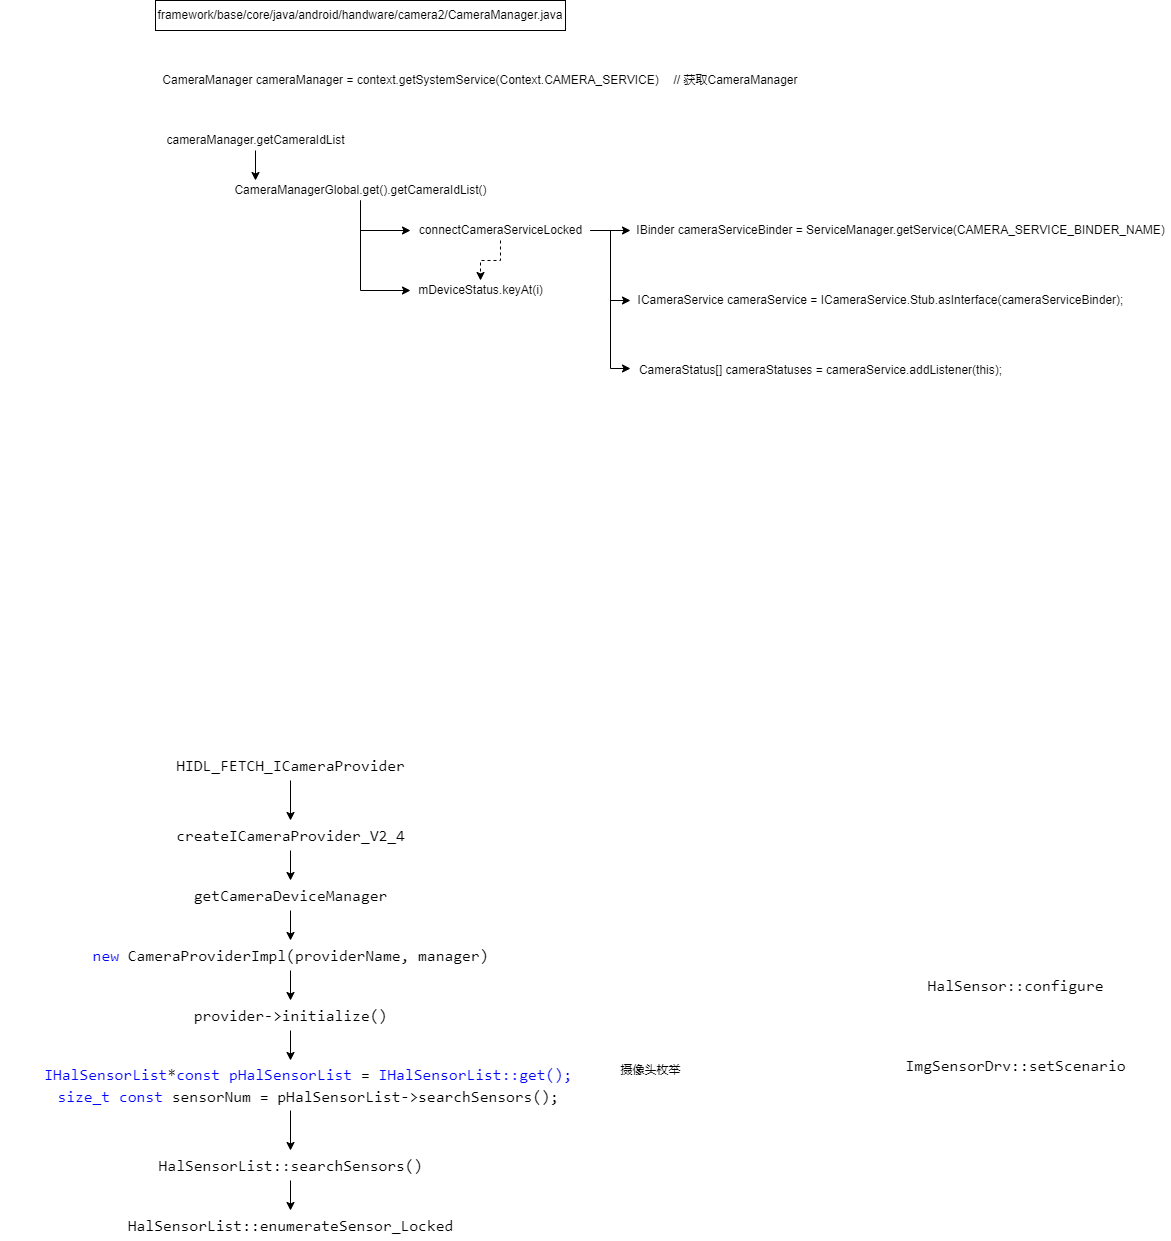 framework/base/core/java/android/handware/camera2/CameraManager.java
CameraManager cameraManager = context.getSystemService(Context.CAMERA_SERVICE) // 获取CameraManager
cameraManager.getCameraIdList
CameraManagerGlobal.get().getCameraIdList()
connectCameraServiceLocked
IBinder cameraServiceBinder = ServiceManager.getService(CAMERA_SERVICE_BINDER_NAME)
mDeviceStatus.keyAt(i)
ICameraService cameraService = ICameraService.Stub.asInterface(cameraServiceBinder);
CameraStatus[] cameraStatuses = cameraService.addListener(this);
HIDL_FETCH_ICameraProvider
createICameraProvider_V2_4
getCameraDeviceManager
new CameraProviderImpl(providerName, manager)
HalSensor::configure
provider->initialize()
IHalSensorList*const pHalSensorList = IHalSensorList::get();
size_t const sensorNum = pHalSensorList->searchSensors();
摄像头枚举
ImgSensorDrv::setScenario
HalSensorList::searchSensors()
HalSensorList::enumerateSensor_Locked